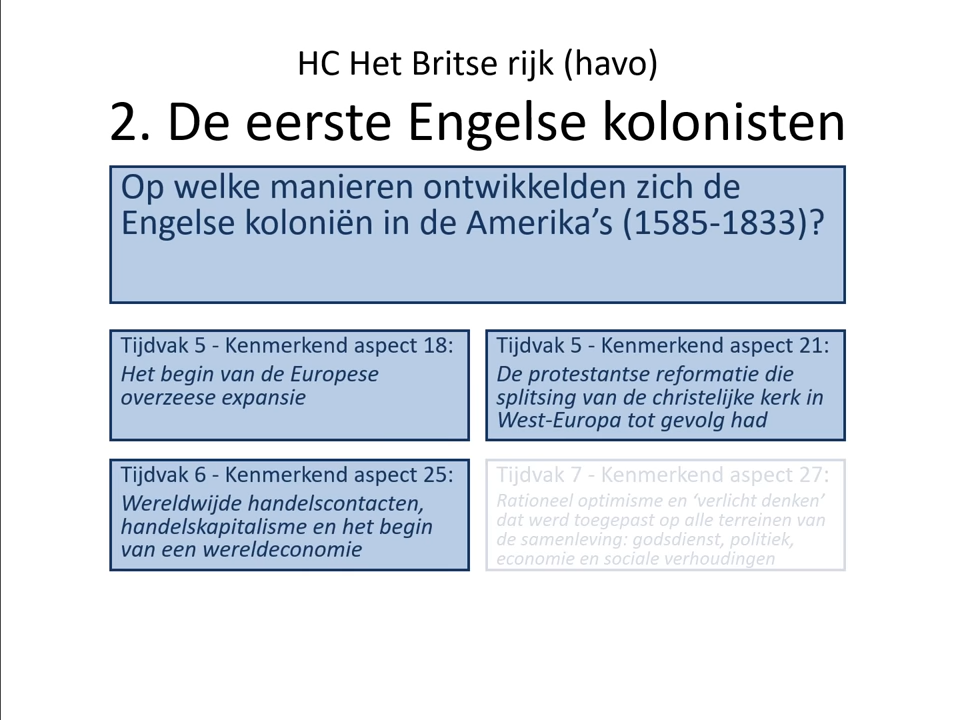 HC Het Britse rijk (havo)
2. De eerste Engelse kolonisten
Op welke manieren ontwikkelden zich de
Engelse koloniën in de Amerika’s (1585-1833)?
Tijdvak 5 - Kenmerkend aspect 18:
Het begin van de Europese
overzeese expansie
Tijdvak 5 - Kenmerkend aspect 21:
De protestantse reformatie die
splitsing van de christelijke kerk in
West-Europa tot gevolg had
Tijdvak 6 - Kenmerkend aspect 25:
Wereldwijde handelscontacten,
handelskapitalisme en het begin
van een wereldeconomie
Tijdvak 7 - Kenmerkend aspect 27:
Rationeel optimisme en ‘verlicht denken’
dat werd toegepast op alle terreinen van
de samenleving: godsdienst, politiek,
economie en sociale verhoudingen